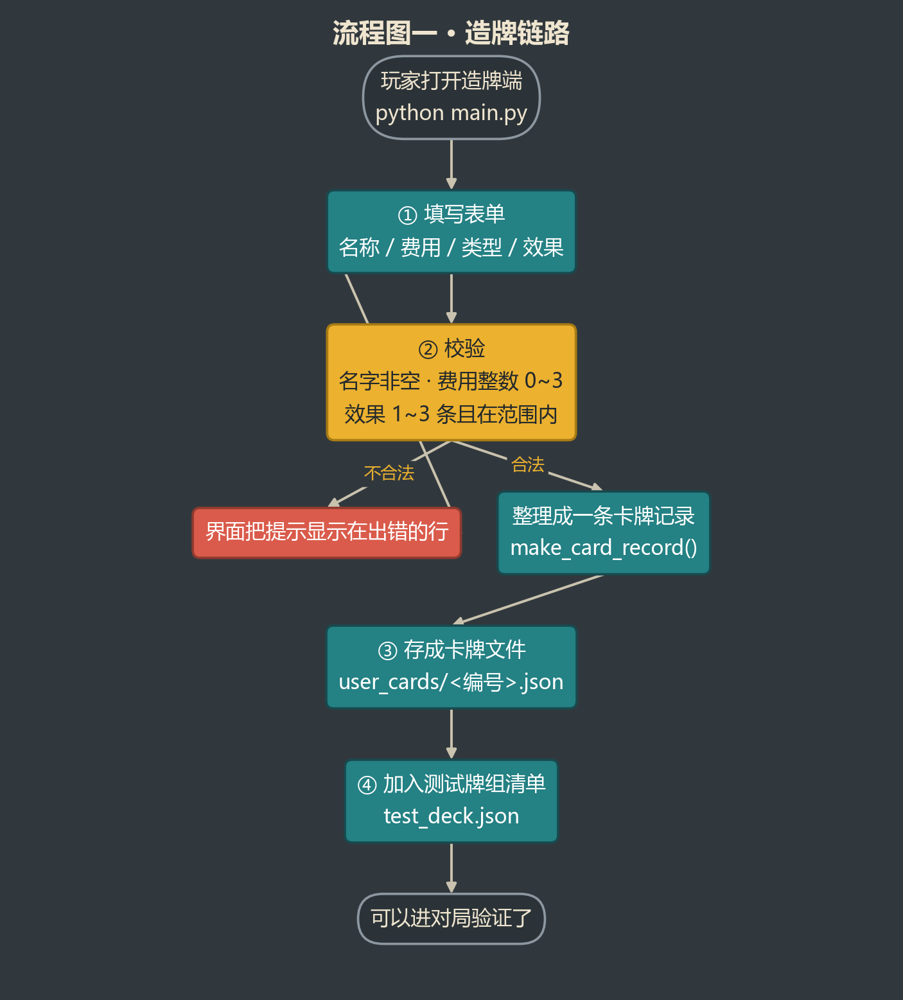 流程图一·造牌链路
玩家打开造牌端
python main.py
① 填写表单
名称 / 费用 / 类型 / 效果
② 校验
名字非空 · 费用整数 0~3
效果 1~3 条且在范围内
不合法
合法
界面把提示显示在出错的行
整理成一条卡牌记录
make_card_record()
③ 存成卡牌文件
user_cards/<编号>.json
④ 加入测试牌组清单
test_deck.json
可以进对局验证了